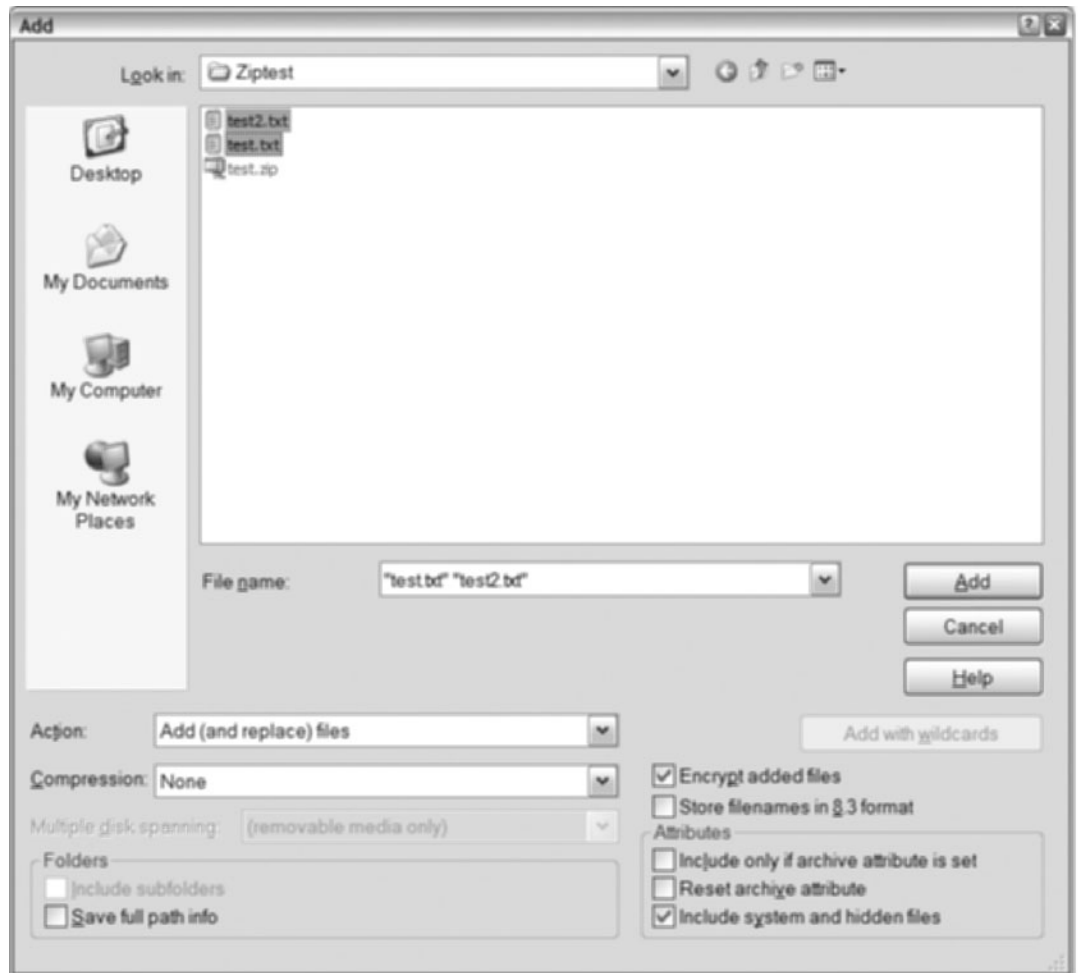 Add
Look in: Ziptest
test2.txt
test.txt
test.zip
Desktop
My Documents
My Computer
My Network
Places
File name: "test.txt" "test2.txt"
Add
Cancel
Help
Action: Add (and replace) files
Add with wildcards
Compression: None
Encrypt added files
Store filenames in 8.3 format
Multiple disk spanning: (removable media only)
Attributes
Folders
Include only if archive attribute is set
Include subfolders
Reset archive attribute
Save full path info
Include system and hidden files